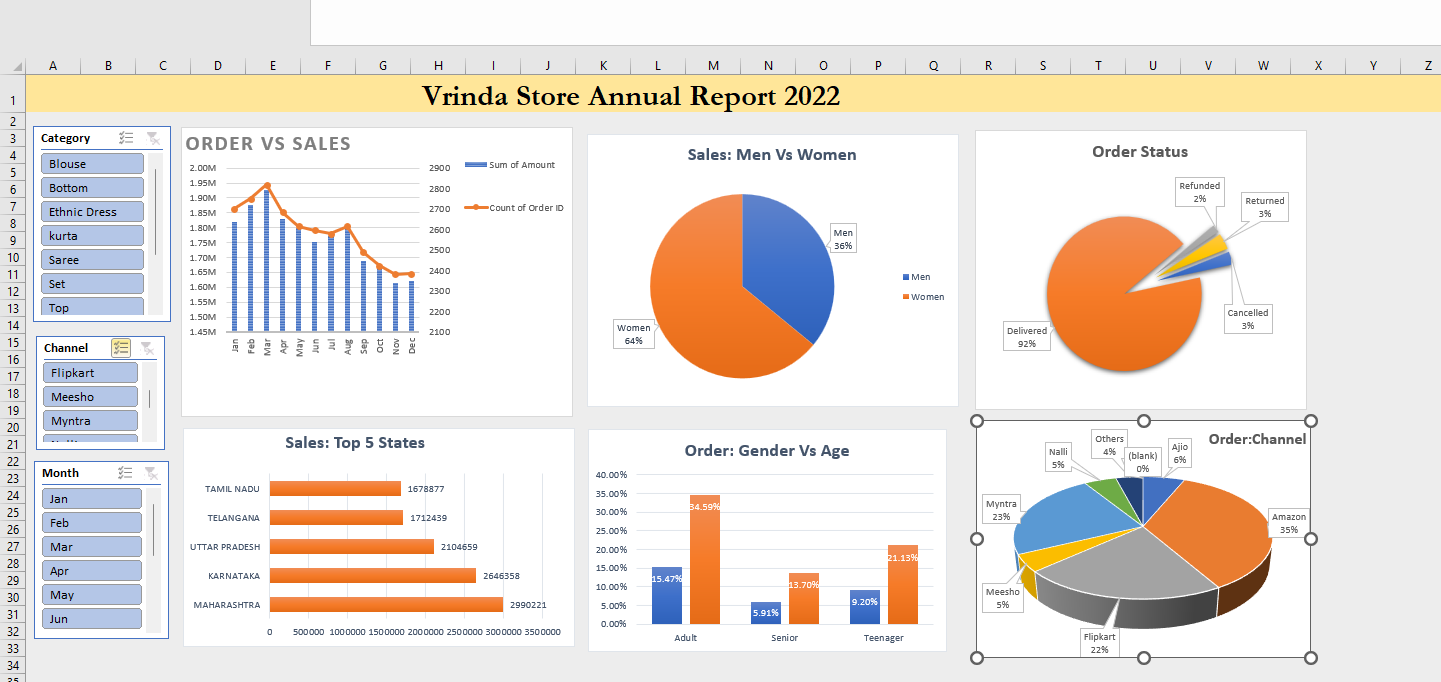 A B C D E F G H I J K L M N O P Q R S T U V W X Y Z
1
2
3
4
5
6
7
8
9
10
11
12
13
14
15
16
17
18
19
20
21
22
23
24
25
26
27
28
29
30
31
32
33
34
Vrinda Store Annual Report 2022
Category
Blouse
Bottom
Ethnic Dress
kurta
Saree
Set
Top
Channel
Flipkart
Meesho
Myntra
Month
Jan
Feb
Mar
Apr
May
Jun
ORDER VS SALES
2.00M
1.95M
1.90M
1.85M
1.80M
1.75M
1.70M
1.65M
1.60M
1.55M
1.50M
1.45M
2900
2800
2700
2600
2500
2400
2300
2200
2100
Jan
Feb
Mar
Apr
May
Jun
Jul
Aug
Sep
Oct
Nov
Dec
Sum of Amount
Count of Order ID
Sales: Men Vs Women
Men
36%
Women
64%
Men
Women
Order Status
Refunded
2%
Returned
3%
Cancelled
3%
Delivered
92%
Sales: Top 5 States
TAMIL NADU 1678877
TELANGANA 1712439
UTTAR PRADESH 2104659
KARNATAKA 2646358
MAHARASHTRA 2990221
0 500000 1000000 1500000 2000000 2500000 3000000 3500000
Order: Gender Vs Age
40.00%
35.00%
30.00%
25.00%
20.00%
15.00%
10.00%
5.00%
0.00%
15.47%
34.59%
5.91%
13.70%
9.20%
21.13%
Adult Senior Teenager
Order:Channel
Others
4%
(blank)
0%
Ajio
6%
Nalli
5%
Myntra
23%
Amazon
35%
Meesho
5%
Flipkart
22%